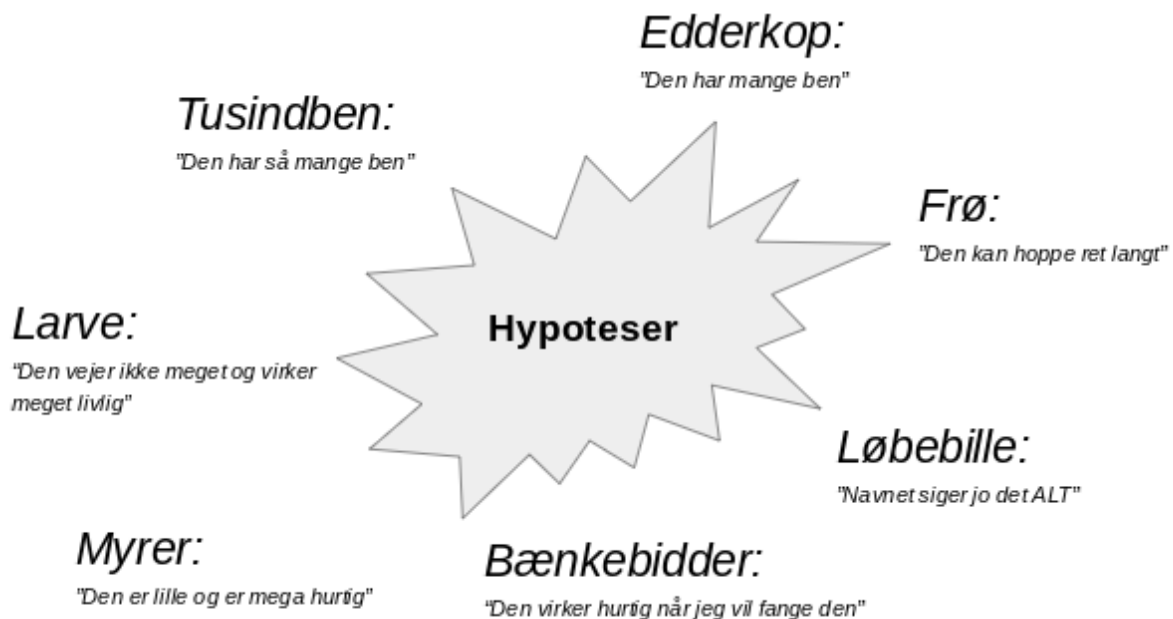 Edderkop:
"Den har mange ben"
Tusindben:
"Den har så mange ben"
Frø:
"Den kan hoppe ret langt"
Larve:
"Den vejer ikke meget og virker
meget livlig"
Hypoteser
Løbebille:
"Navnet siger jo det ALT"
Myrer:
"Den er lille og er mega hurtig"
Bænkebidder:
"Den virker hurtig når jeg vil fange den"